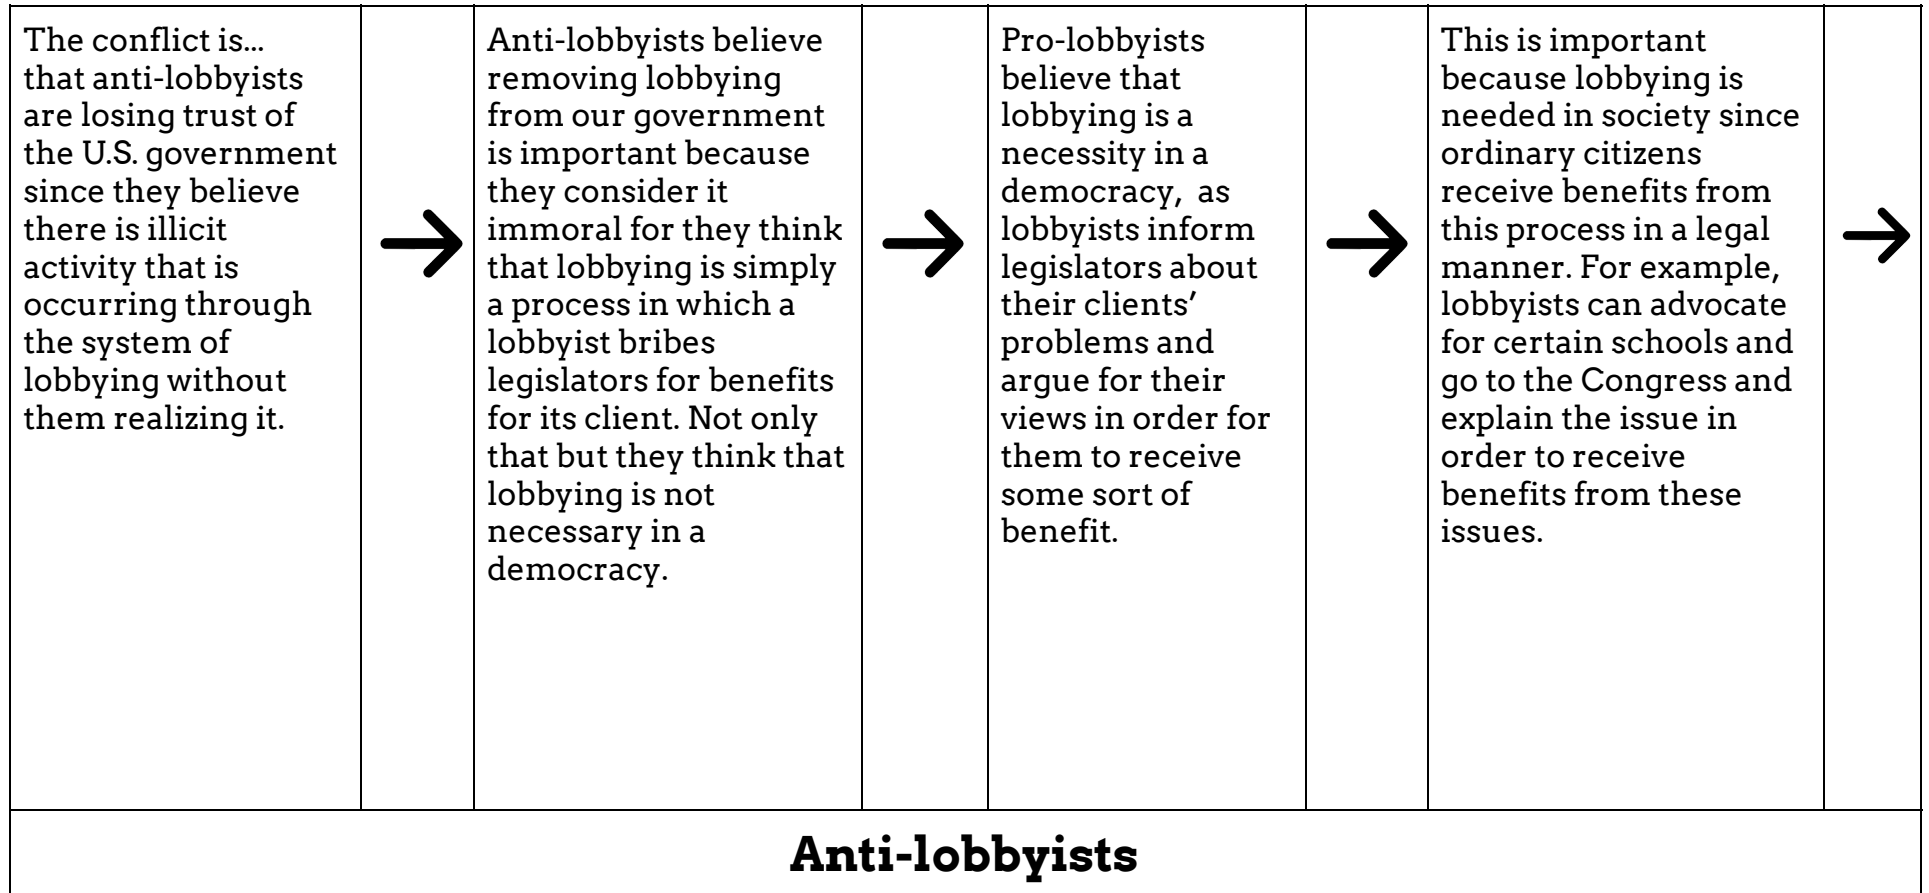 The conflict is...
that anti-lobbyists
are losing trust of
the U.S. government
since they believe
there is illicit
activity that is
occurring through
the system of
lobbying without
them realizing it.
Anti-lobbyists believe
removing lobbying
from our government
is important because
they consider it
immoral for they think
that lobbying is simply
a process in which a
lobbyist bribes
legislators for benefits
for its client. Not only
that but they think that
lobbying is not
necessary in a
democracy.
Pro-lobbyists
believe that
lobbying is a
necessity in a
democracy,  as
lobbyists inform
legislators about
their clients’
problems and
argue for their
views in order for
them to receive
some sort of
benefit.
This is important
because lobbying is
needed in society since
ordinary citizens
receive benefits from
this process in a legal
manner. For example,
lobbyists can advocate
for certain schools and
go to the Congress and
explain the issue in
order to receive
benefits from these
issues.
Anti-lobbyists